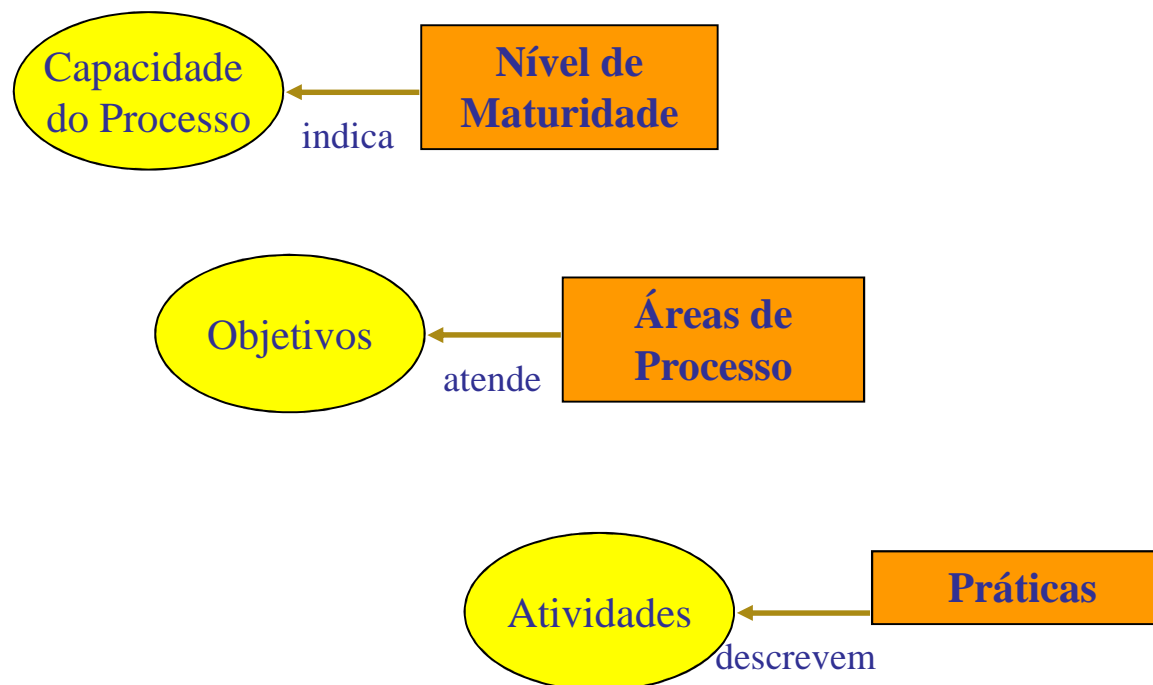 Capacidade
do Processo
indica
Nível de
Maturidade
Objetivos
atende
Áreas de
Processo
Atividades
descrevem
Práticas